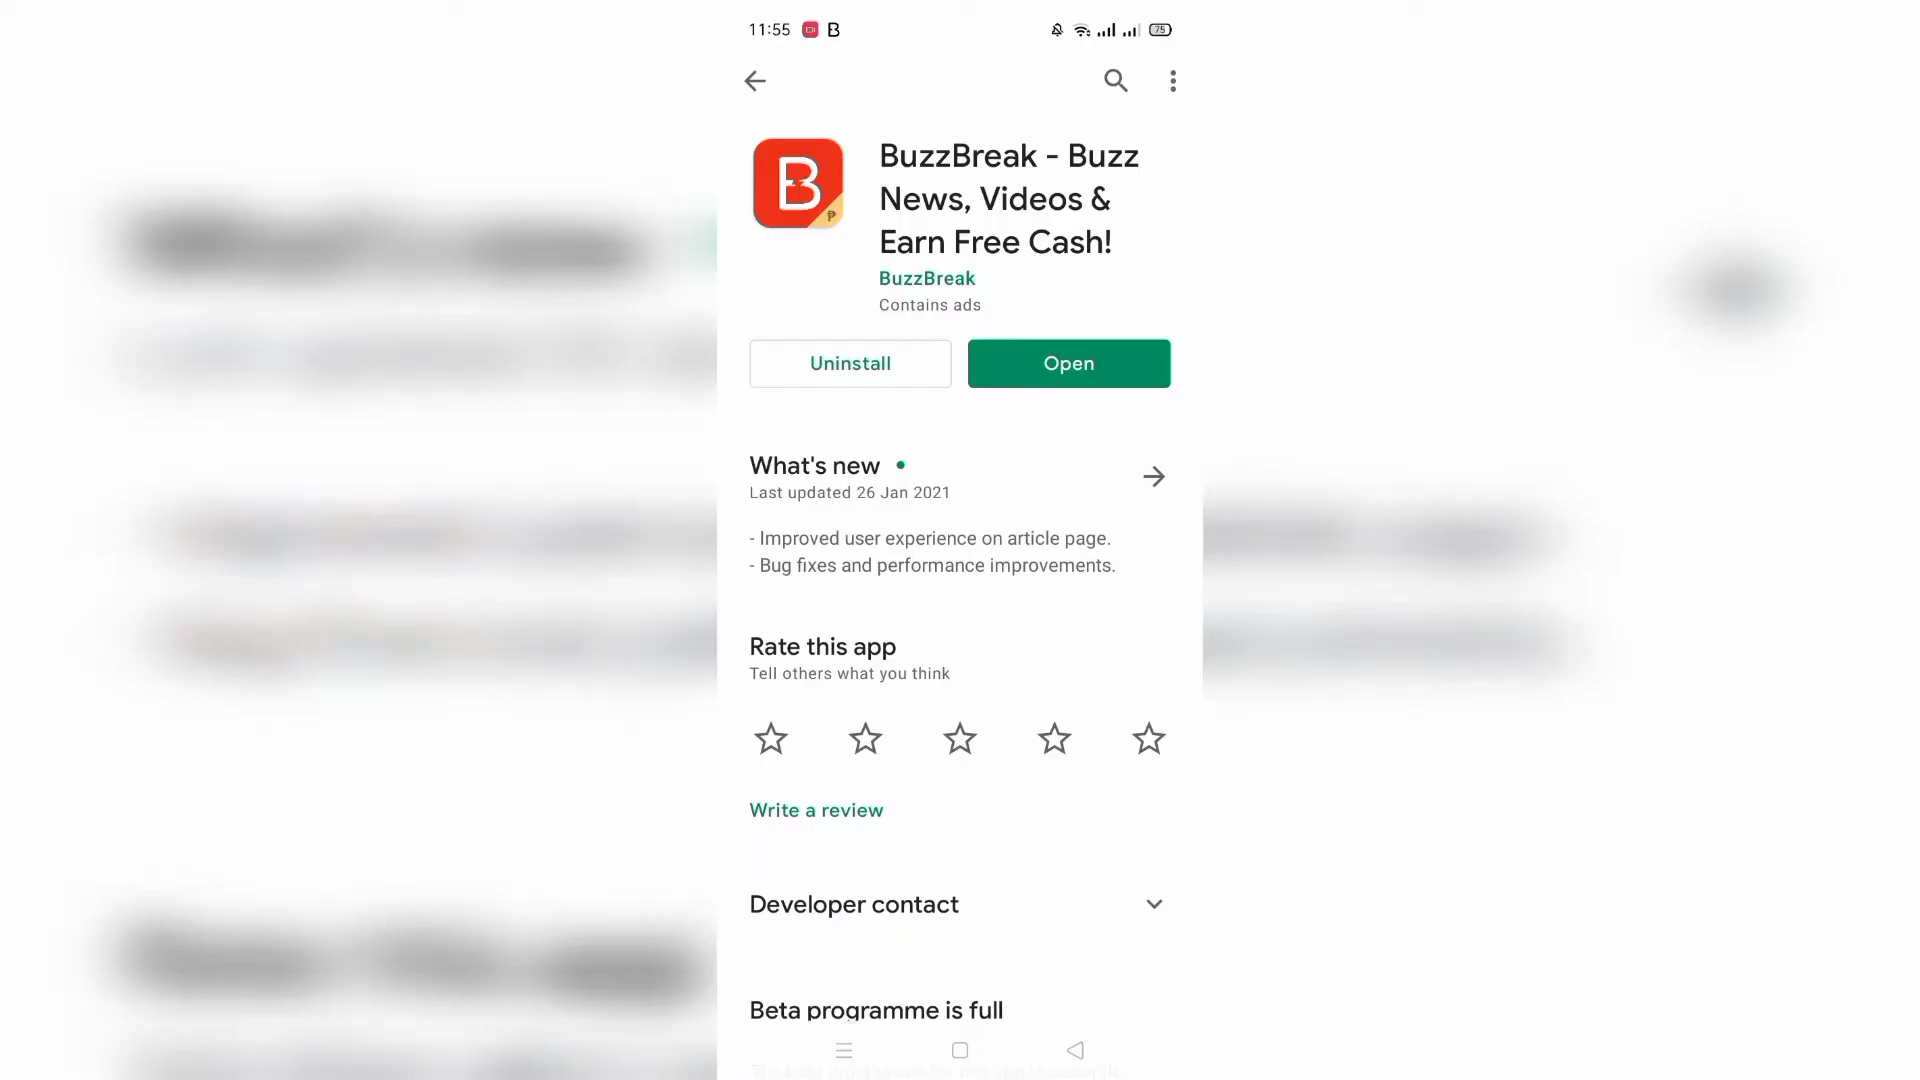 11:55 B 75
B
₱
BuzzBreak - Buzz
News, Videos &
Earn Free Cash!
BuzzBreak
Contains ads
Uninstall
Open
What's new
Last updated 26 Jan 2021
- Improved user experience on article page.
- Bug fixes and performance improvements.
Rate this app
Tell others what you think
Write a review
Developer contact
Beta programme is full